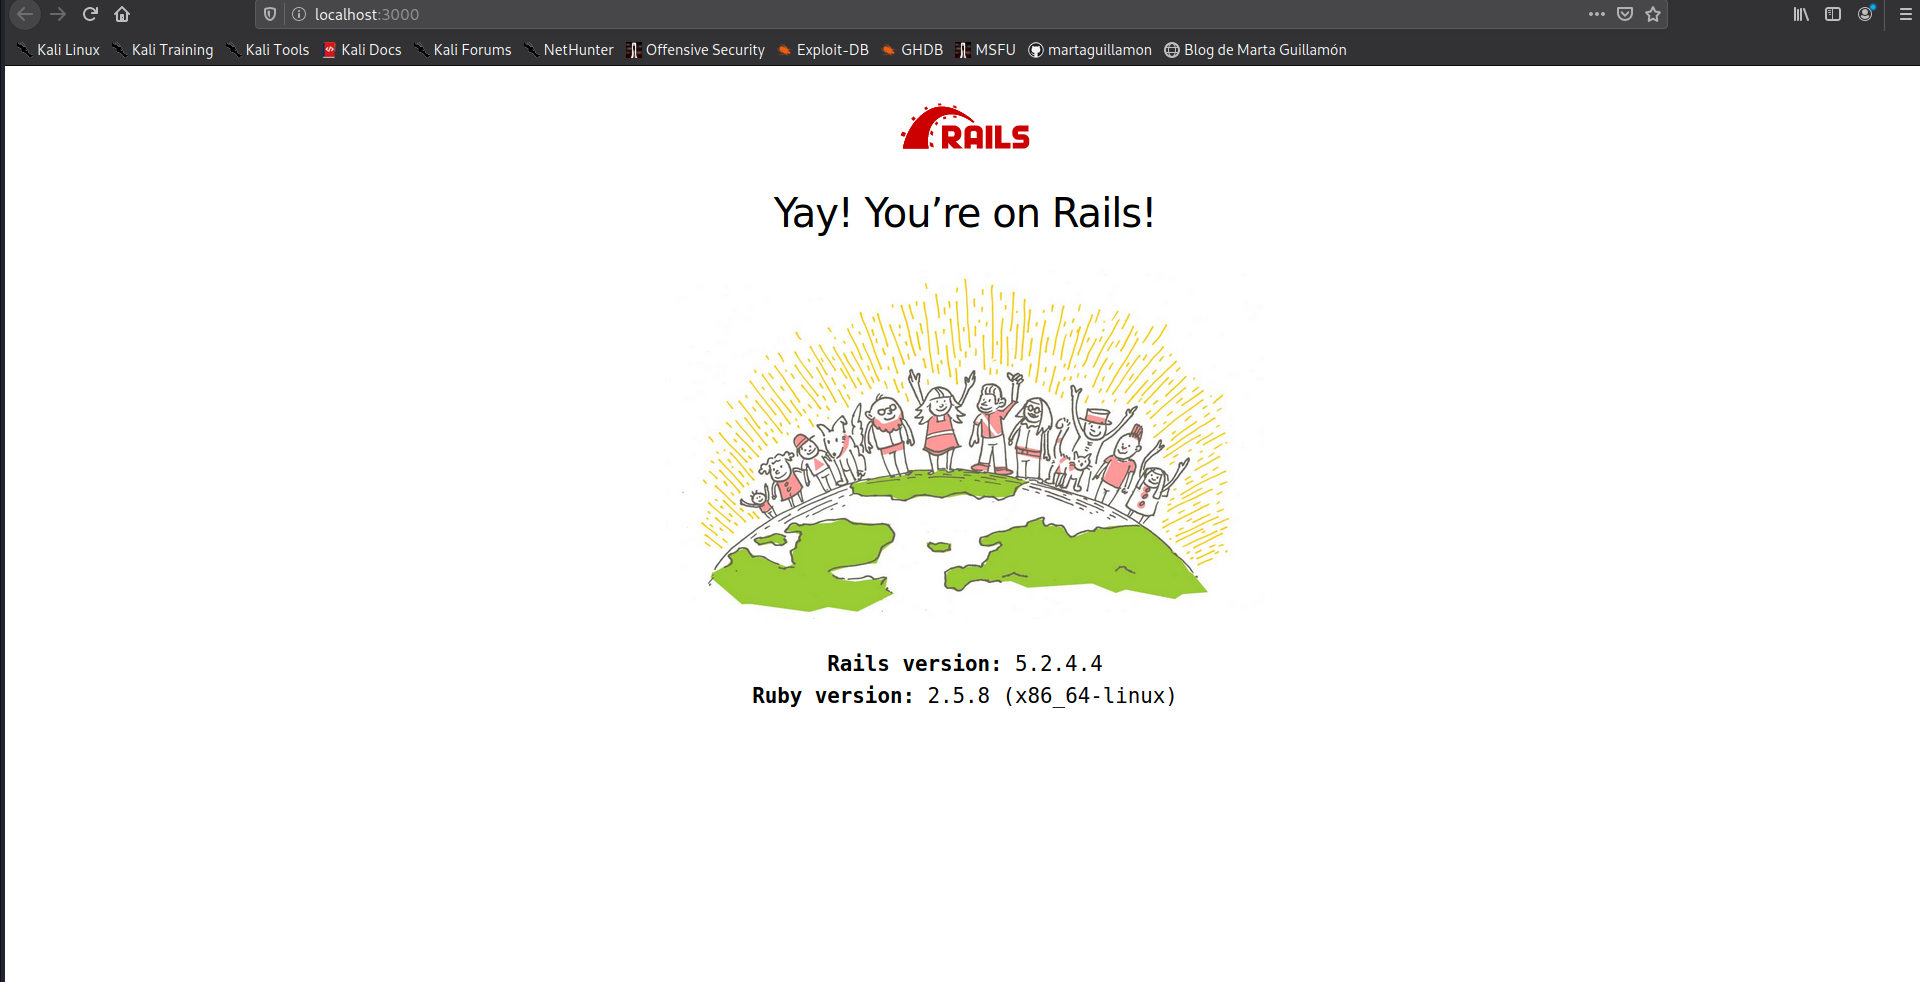 localhost:3000
Kali Linux Kali Training Kali Tools Kali Docs Kali Forums NetHunter Offensive Security Exploit-DB GHDB MSFU martaguillamon Blog de Marta Guillamón
RAILS
Yay! You’re on Rails!
Rails version: 5.2.4.4
Ruby version: 2.5.8 (x86_64-linux)